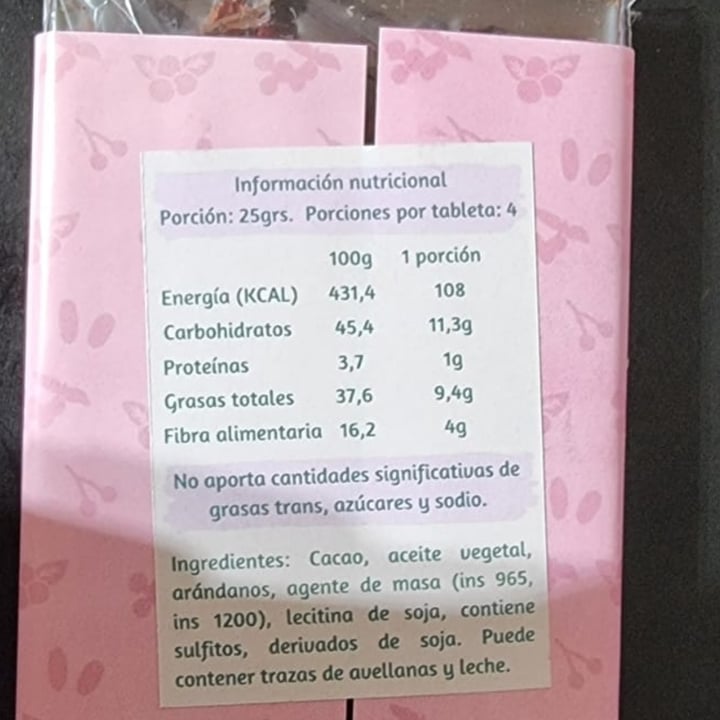 Información nutricional
Porción: 25grs. Porciones por tableta: 4
100g 1 porción
Energía (KCAL) 431,4 108
Carbohidratos 45,4 11,3g
Proteínas 3,7 1g
Grasas totales 37,6 9,4g
Fibra alimentaria 16,2 4g
No aporta cantidades significativas de
grasas trans, azúcares y sodio.
Ingredientes: Cacao, aceite vegetal,
arándanos, agente de masa (ins 965,
ins 1200), lecitina de soja, contiene
sulfitos, derivados de soja. Puede
contener trazas de avellanas y leche.